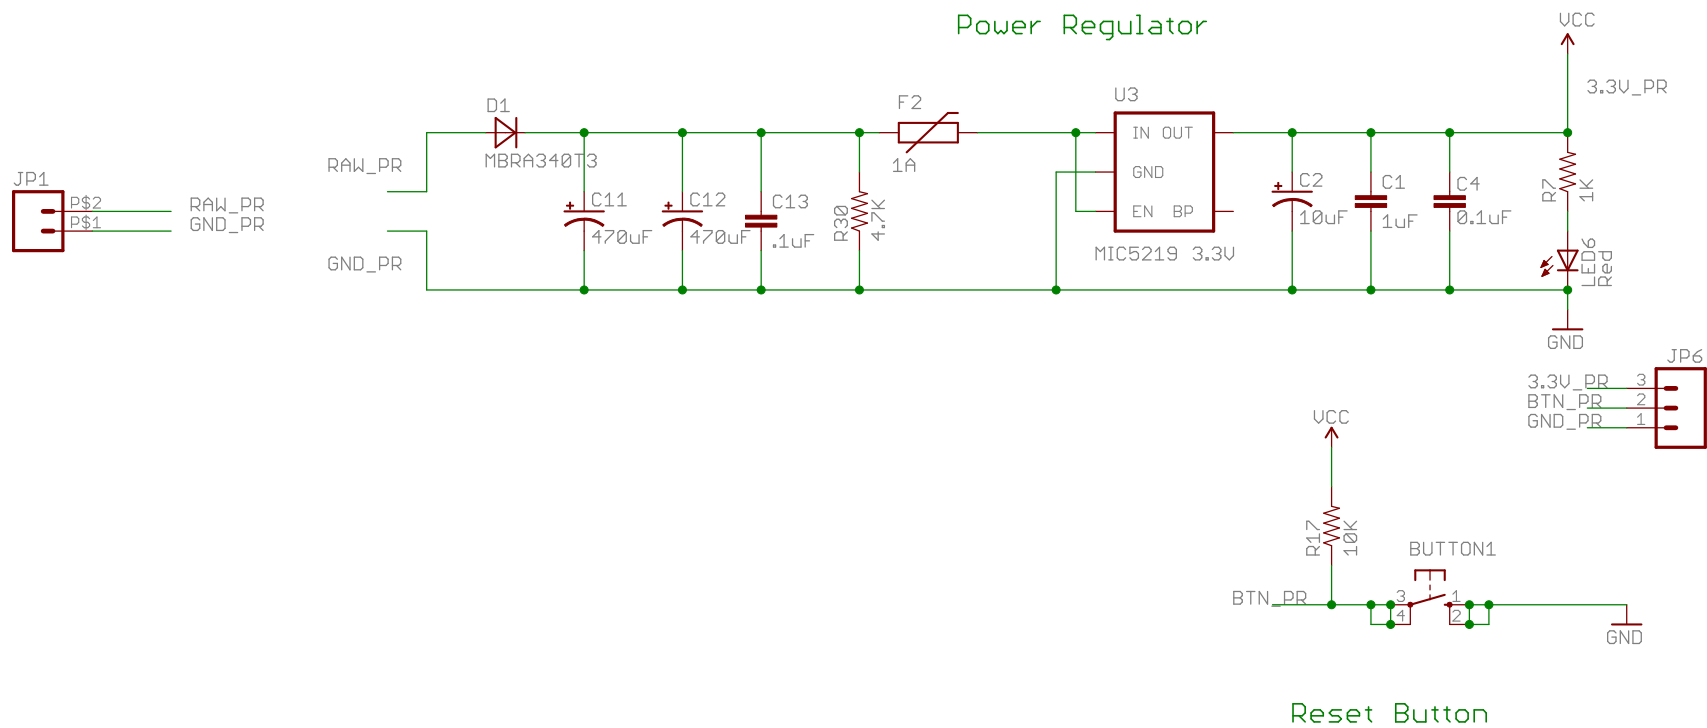 Power Regulator
VCC
3.3V_PR
D1
MBRA340T3
F2
1A
U3
IN OUT
GND
EN BP
MIC5219 3.3V
RAW_PR
GND_PR
JP1
P$2
P$1
RAW_PR
GND_PR
C11
470uF
C12
470uF
C13
.1uF
R30
4.7K
C2
10uF
C1
1uF
C4
0.1uF
R7
1K
LED6
Red
GND
JP6
3.3V_PR 3
BTN_PR 2
GND_PR 1
VCC
R17
10K
BUTTON1
BTN_PR
3 1
4 2
GND
Reset Button